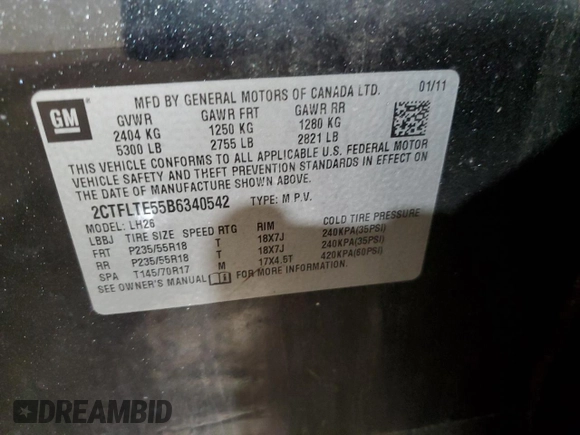 GM
MFD BY GENERAL MOTORS OF CANADA LTD. 01/11
GVWR GAWR FRT GAWR RR
2404 KG 1250 KG 1280 KG
5300 LB 2755 LB 2821 LB
THIS VEHICLE CONFORMS TO ALL APPLICABLE U.S. FEDERAL MOTOR
VEHICLE SAFETY AND THEFT PREVENTION STANDARDS IN EFFECT ON
THE DATE OF MANUFACTURE SHOWN ABOVE.
2CTFLTE55B6340542 TYPE: M.P.V.
MODEL: LH26
LBBJ TIRE SIZE SPEED RTG RIM COLD TIRE PRESSURE
FRT P235/55R18 T 18X7J 240KPA(35PSI)
RR P235/55R18 T 18X7J 240KPA(35PSI)
SPA T145/70R17 M 17X4.5T 420KPA(60PSI)
SEE OWNER'S MANUAL FOR MORE INFORMATION.
DREAMBID